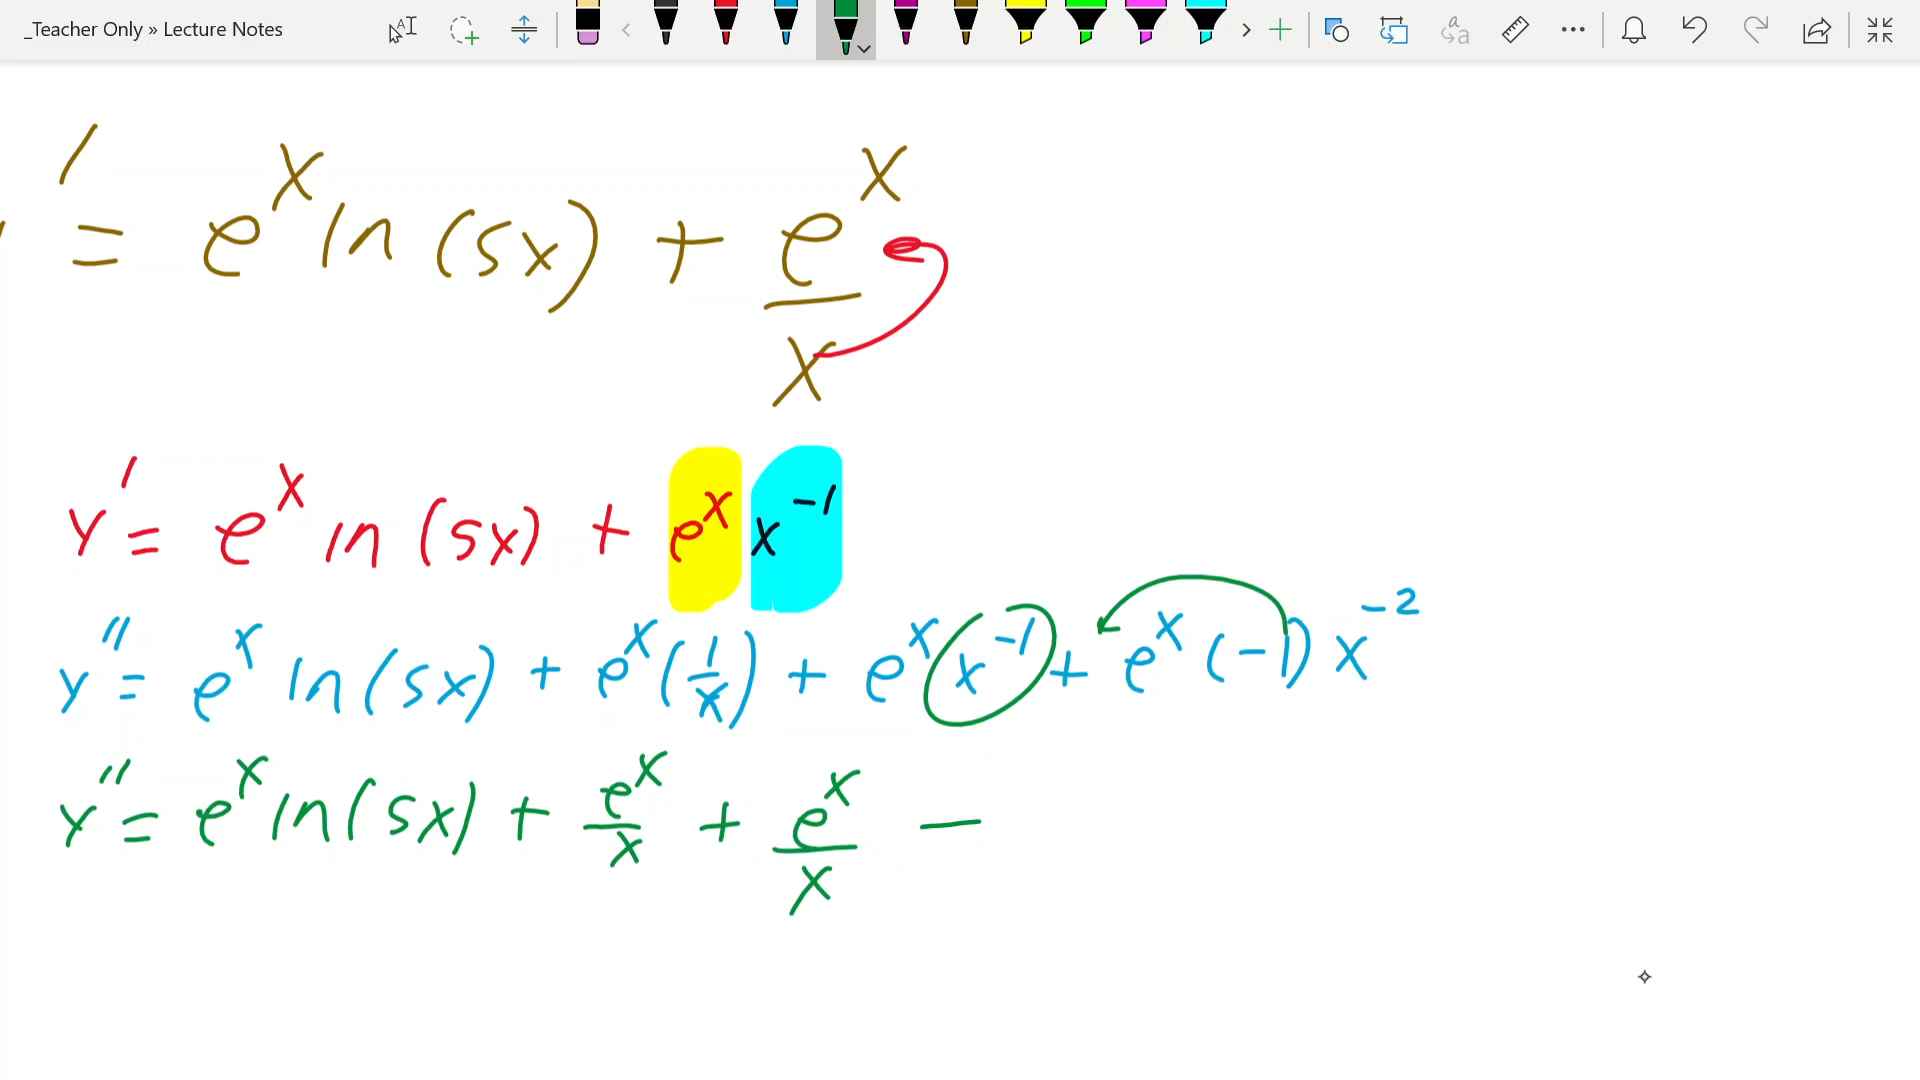 _Teacher Only » Lecture Notes
' = e^x ln(5x) + e^x/x
y' = e^x ln(5x) + e^x x^-1
y'' = e^x ln(5x) + e^x(1/x) + e^x x^-1 + e^x(-1)x^-2
y'' = e^x ln(5x) + e^x/x + e^x/x -